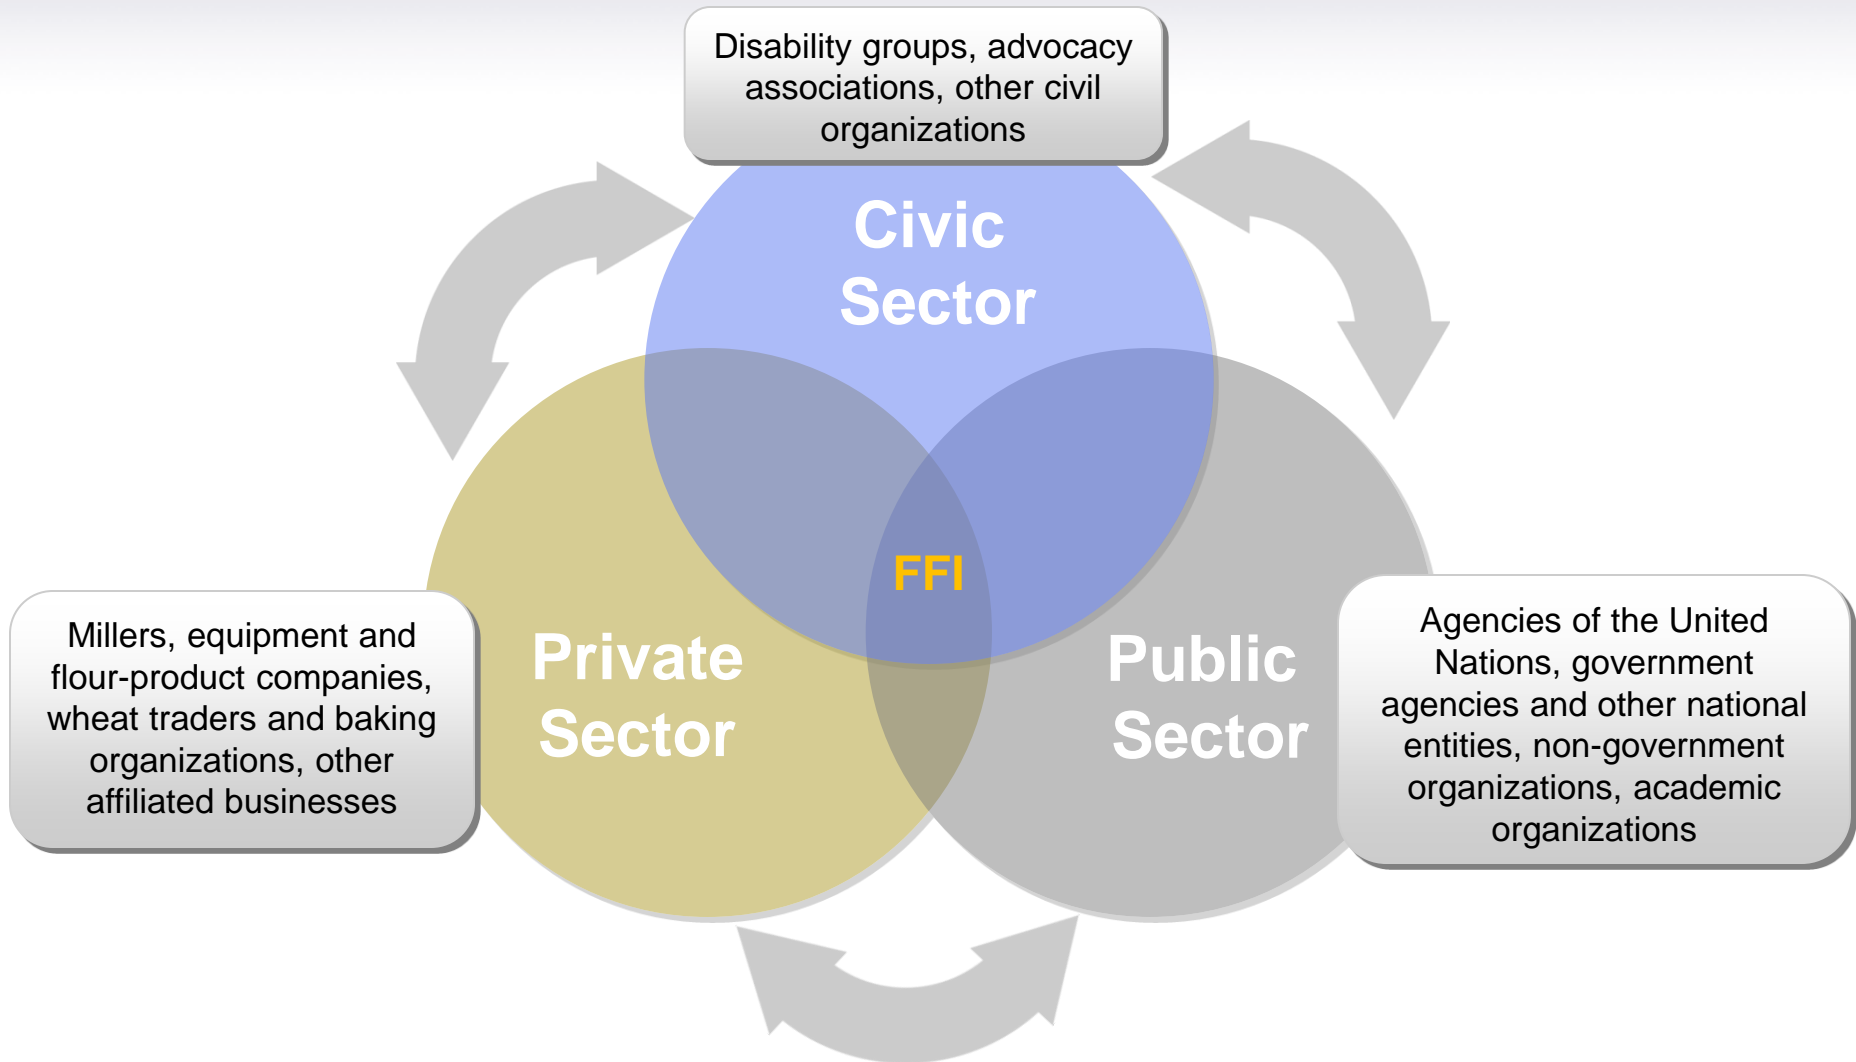 Disability groups, advocacy
associations, other civil
organizations
Civic
Sector
FFI
Private
Sector
Public
Sector
Millers, equipment and
flour-product companies,
wheat traders and baking
organizations, other
affiliated businesses
Agencies of the United
Nations, government
agencies and other national
entities, non-government
organizations, academic
organizations